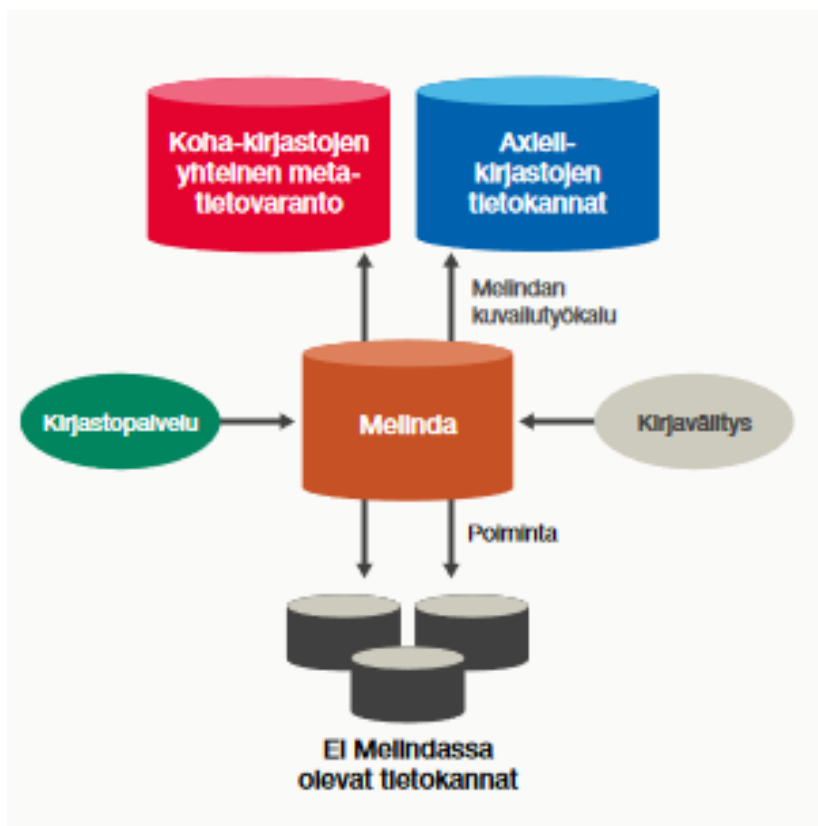 Koha-kirjastojen
yhteinen meta-
tietovaranto
Axiell-
kirjastojen
tietokannat
Melindan
kuvailutyökalu
Kirjastopalvelu
Melinda
Kirjavälitys
Poiminta
Ei Melindassa
olevat tietokannat